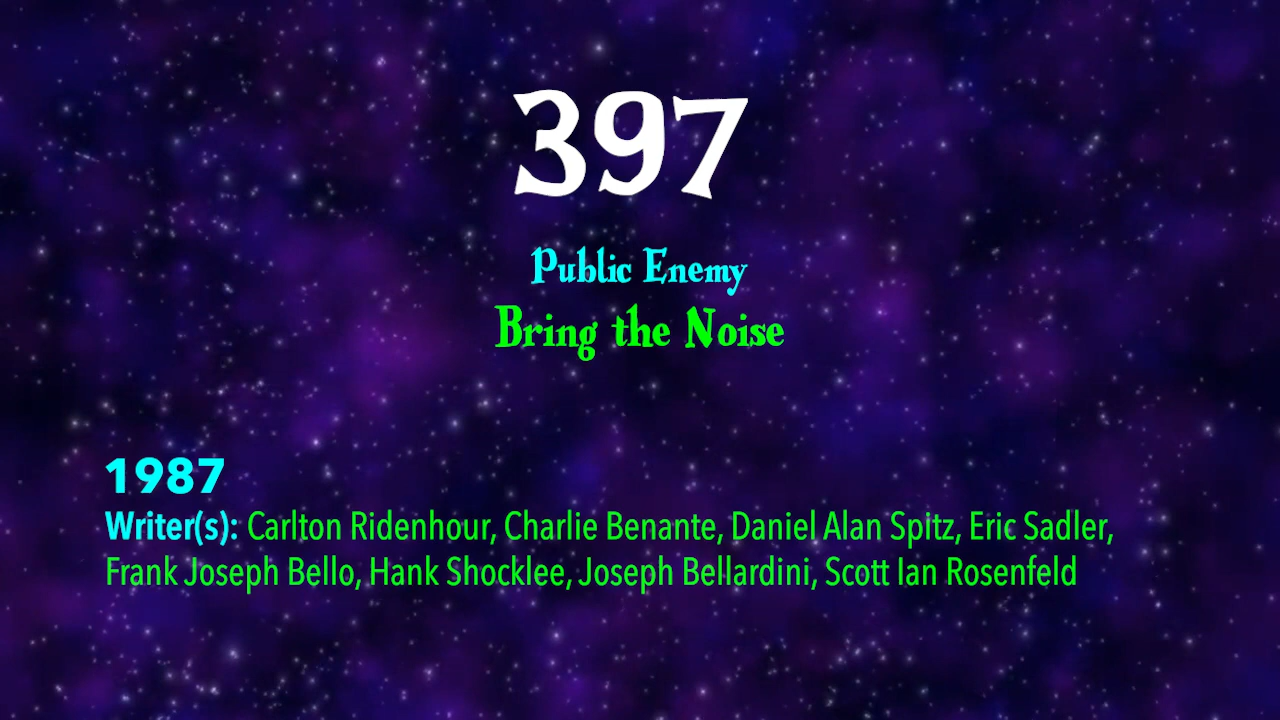 397
Public Enemy
Bring the Noise
1987
Writer(s): Carlton Ridenhour, Charlie Benante, Daniel Alan Spitz, Eric Sadler,
Frank Joseph Bello, Hank Shocklee, Joseph Bellardini, Scott Ian Rosenfeld